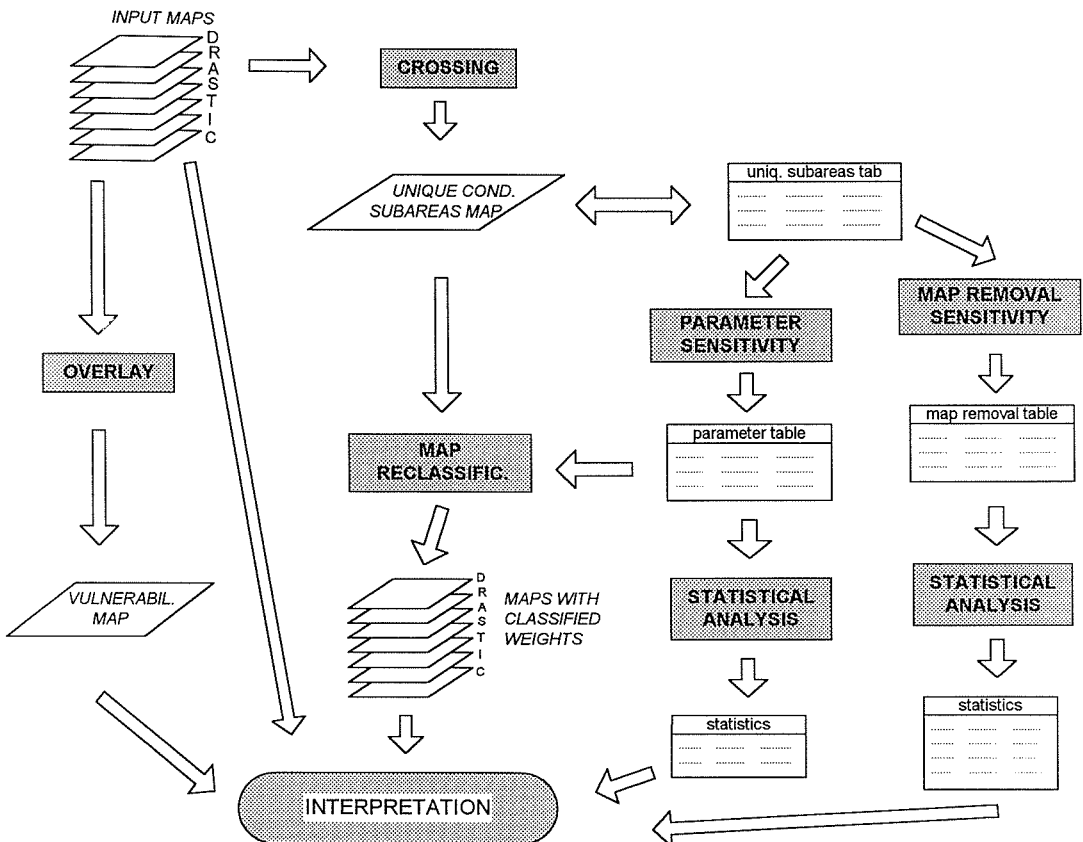 INPUT MAPS
D
R
A
S
T
I
C
CROSSING
UNIQUE COND.
SUBAREAS MAP
uniq. subareas tab
MAP REMOVAL
SENSITIVITY
PARAMETER
SENSITIVITY
OVERLAY
map removal table
parameter table
MAP
RECLASSIFIC.
VULNERABIL.
MAP
D
R
A
S
T
I
C
MAPS WITH
CLASSIFIED
WEIGHTS
STATISTICAL
ANALYSIS
STATISTICAL
ANALYSIS
statistics
statistics
INTERPRETATION